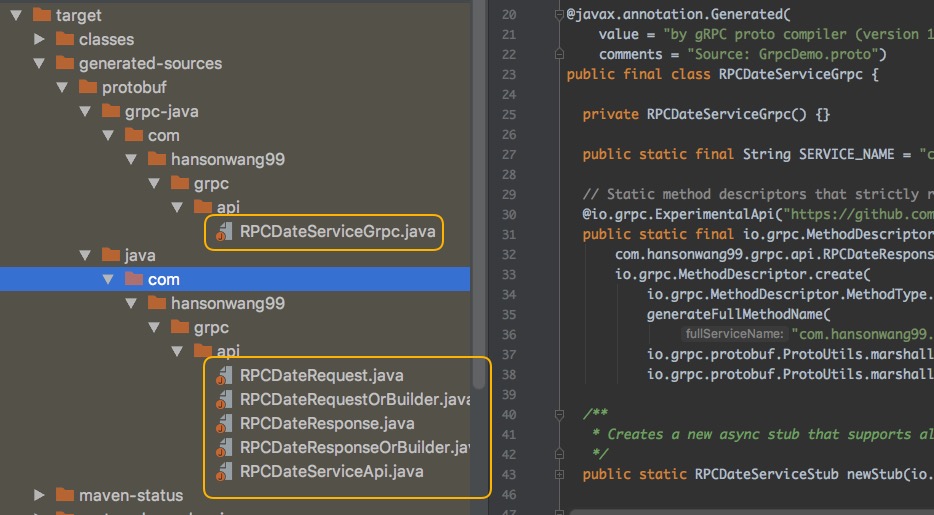 target
classes
generated-sources
protobuf
grpc-java
com
hansonwang99
grpc
api
RPCDateServiceGrpc.java
java
com
hansonwang99
grpc
api
RPCDateRequest.java
RPCDateRequestOrBuilder.java
RPCDateResponse.java
RPCDateResponseOrBuilder.jav
RPCDateServiceApi.java
maven-status
20 @javax.annotation.Generated(
21 value = "by gRPC proto compiler (version 1
22 comments = "Source: GrpcDemo.proto")
23 public final class RPCDateServiceGrpc {
24
25 private RPCDateServiceGrpc() {}
26
27 public static final String SERVICE_NAME = "c
28
29 // Static method descriptors that strictly r
30 @io.grpc.ExperimentalApi("https://github.com
31 public static final io.grpc.MethodDescriptor
32 com.hansonwang99.grpc.api.RPCDateRespons
33 io.grpc.MethodDescriptor.create(
34 io.grpc.MethodDescriptor.MethodType.
35 generateFullMethodName(
36 fullServiceName: "com.hansonwang99.
37 io.grpc.protobuf.ProtoUtils.marshall
38 io.grpc.protobuf.ProtoUtils.marshall
39
40 /**
41 * Creates a new async stub that supports al
42 */
43 public static RPCDateServiceStub newStub(io.
46
47